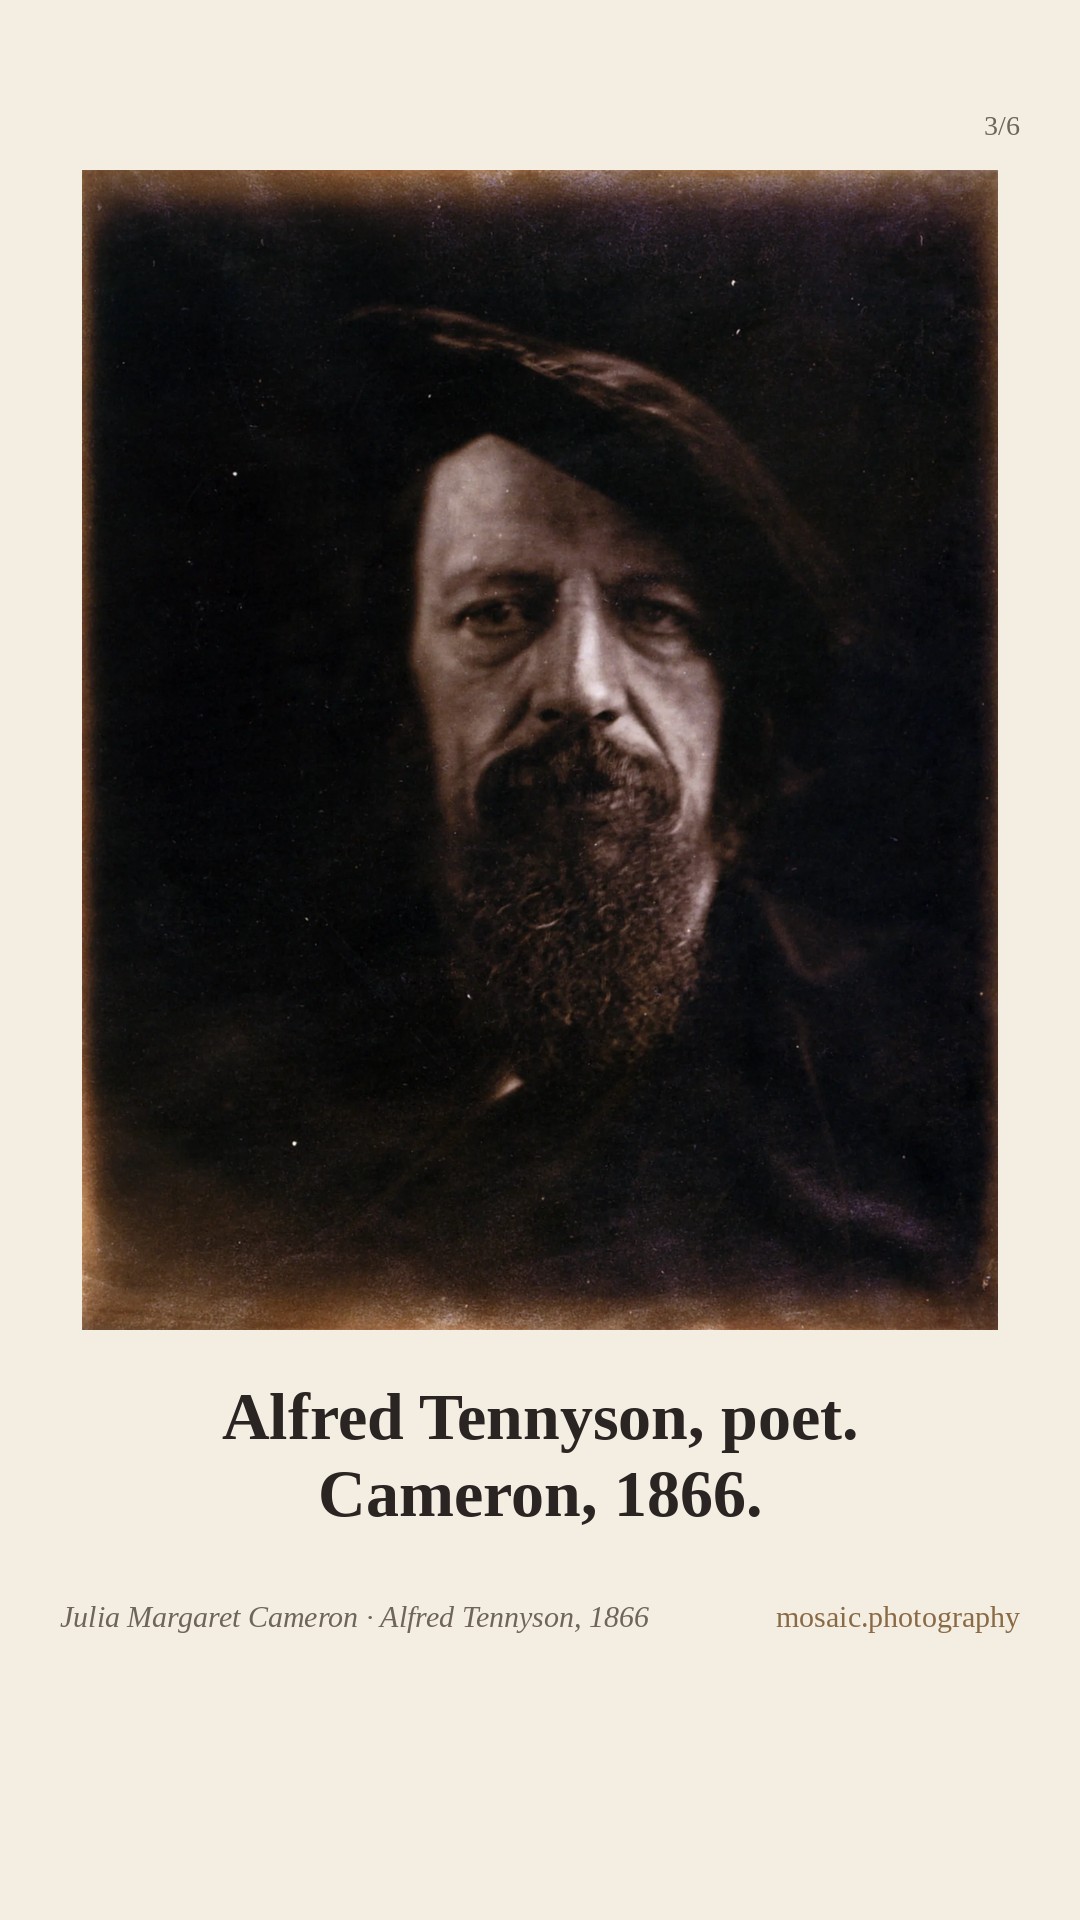 3/6
Alfred Tennyson, poet.
Cameron, 1866.
Julia Margaret Cameron · Alfred Tennyson, 1866
mosaic.photography